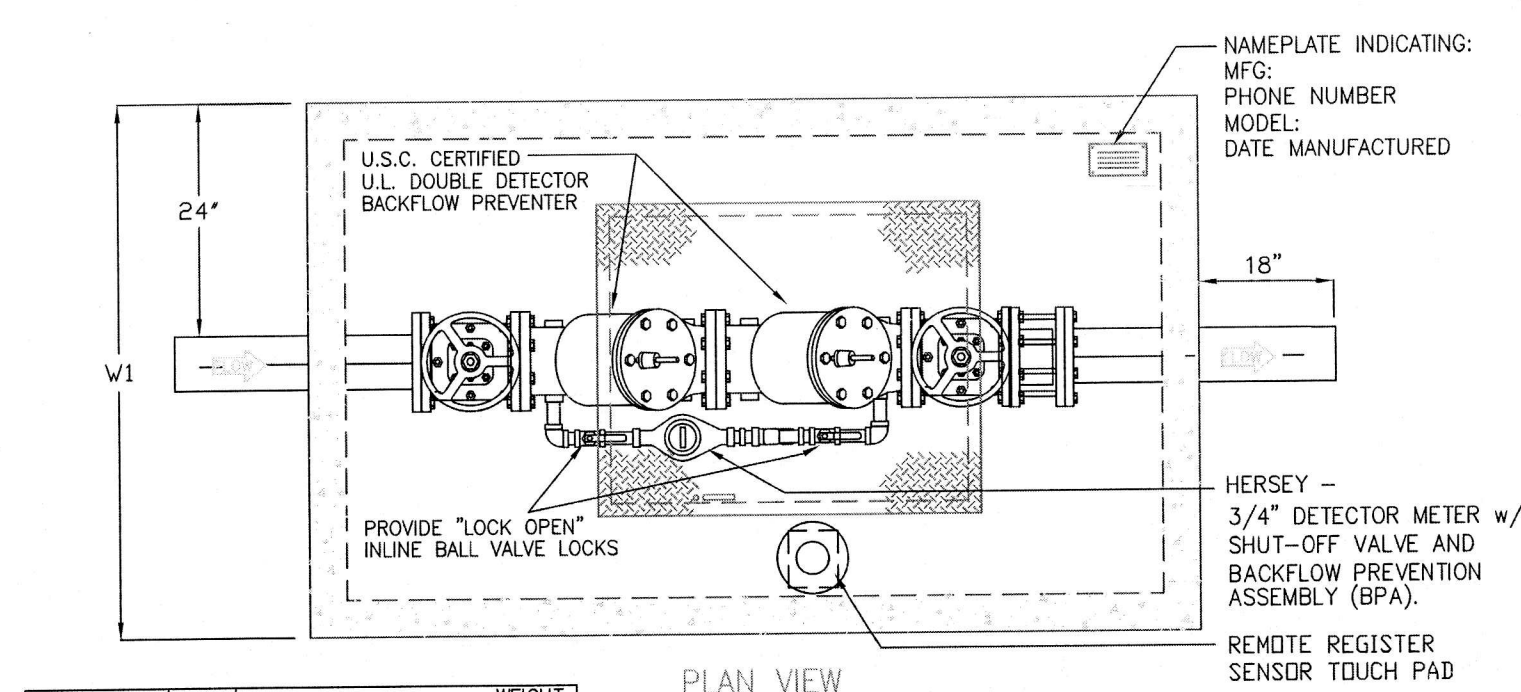 NAMEPLATE INDICATING:
MFG:
PHONE NUMBER
MODEL:
DATE MANUFACTURED
U.S.C. CERTIFIED
U.L. DOUBLE DETECTOR
BACKFLOW PREVENTER
24"
18"
W1
FLOW
FLOW
HERSEY –
3/4" DETECTOR METER w/
SHUT–OFF VALVE AND
BACKFLOW PREVENTION
ASSEMBLY (BPA).
PROVIDE "LOCK OPEN"
INLINE BALL VALVE LOCKS
REMOTE REGISTER
SENSOR TOUCH PAD
PLAN VIEW
WEIGHT